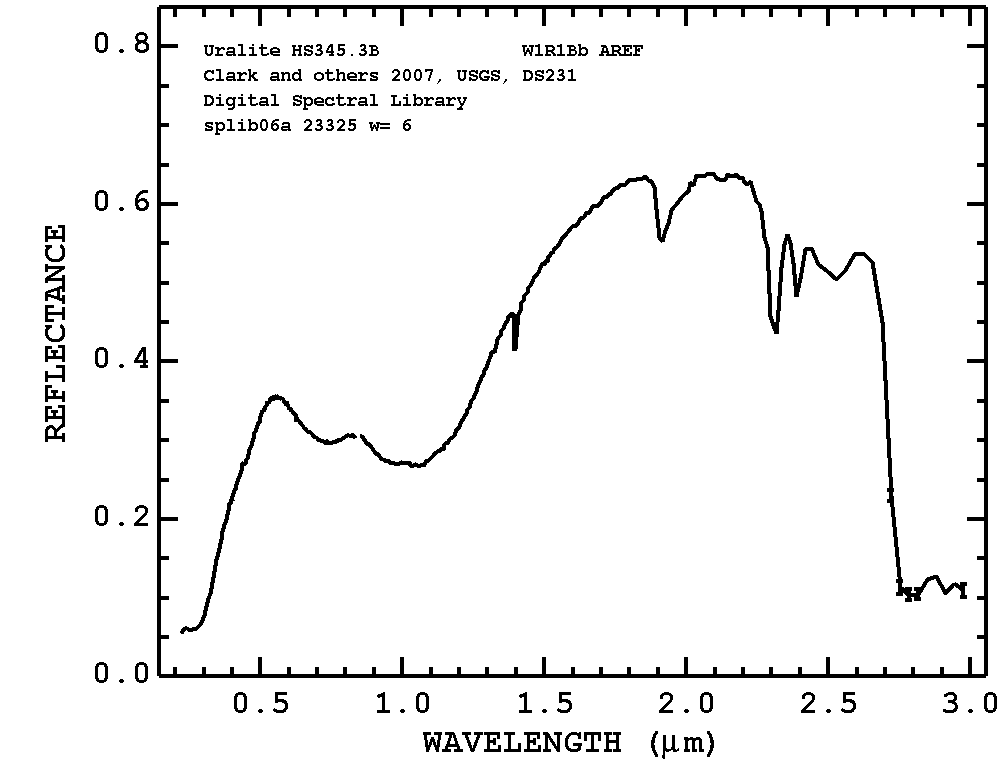 Uralite HS345.3B W1R1Bb AREF
Clark and others 2007, USGS, DS231
Digital Spectral Library
splib06a 23325 w= 6
0.8
0.6
0.4
0.2
0.0
REFLECTANCE
0.5 1.0 1.5 2.0 2.5 3.0
WAVELENGTH (μm)